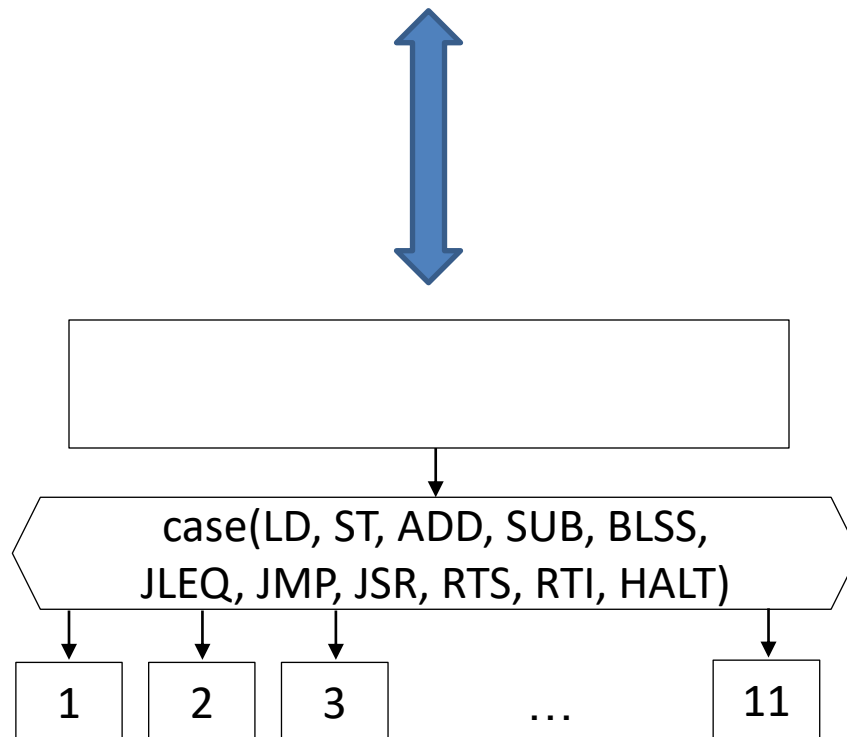 case(LD, ST, ADD, SUB, BLSS,
JLEQ, JMP, JSR, RTS, RTI, HALT)
1 2 3 ... 11